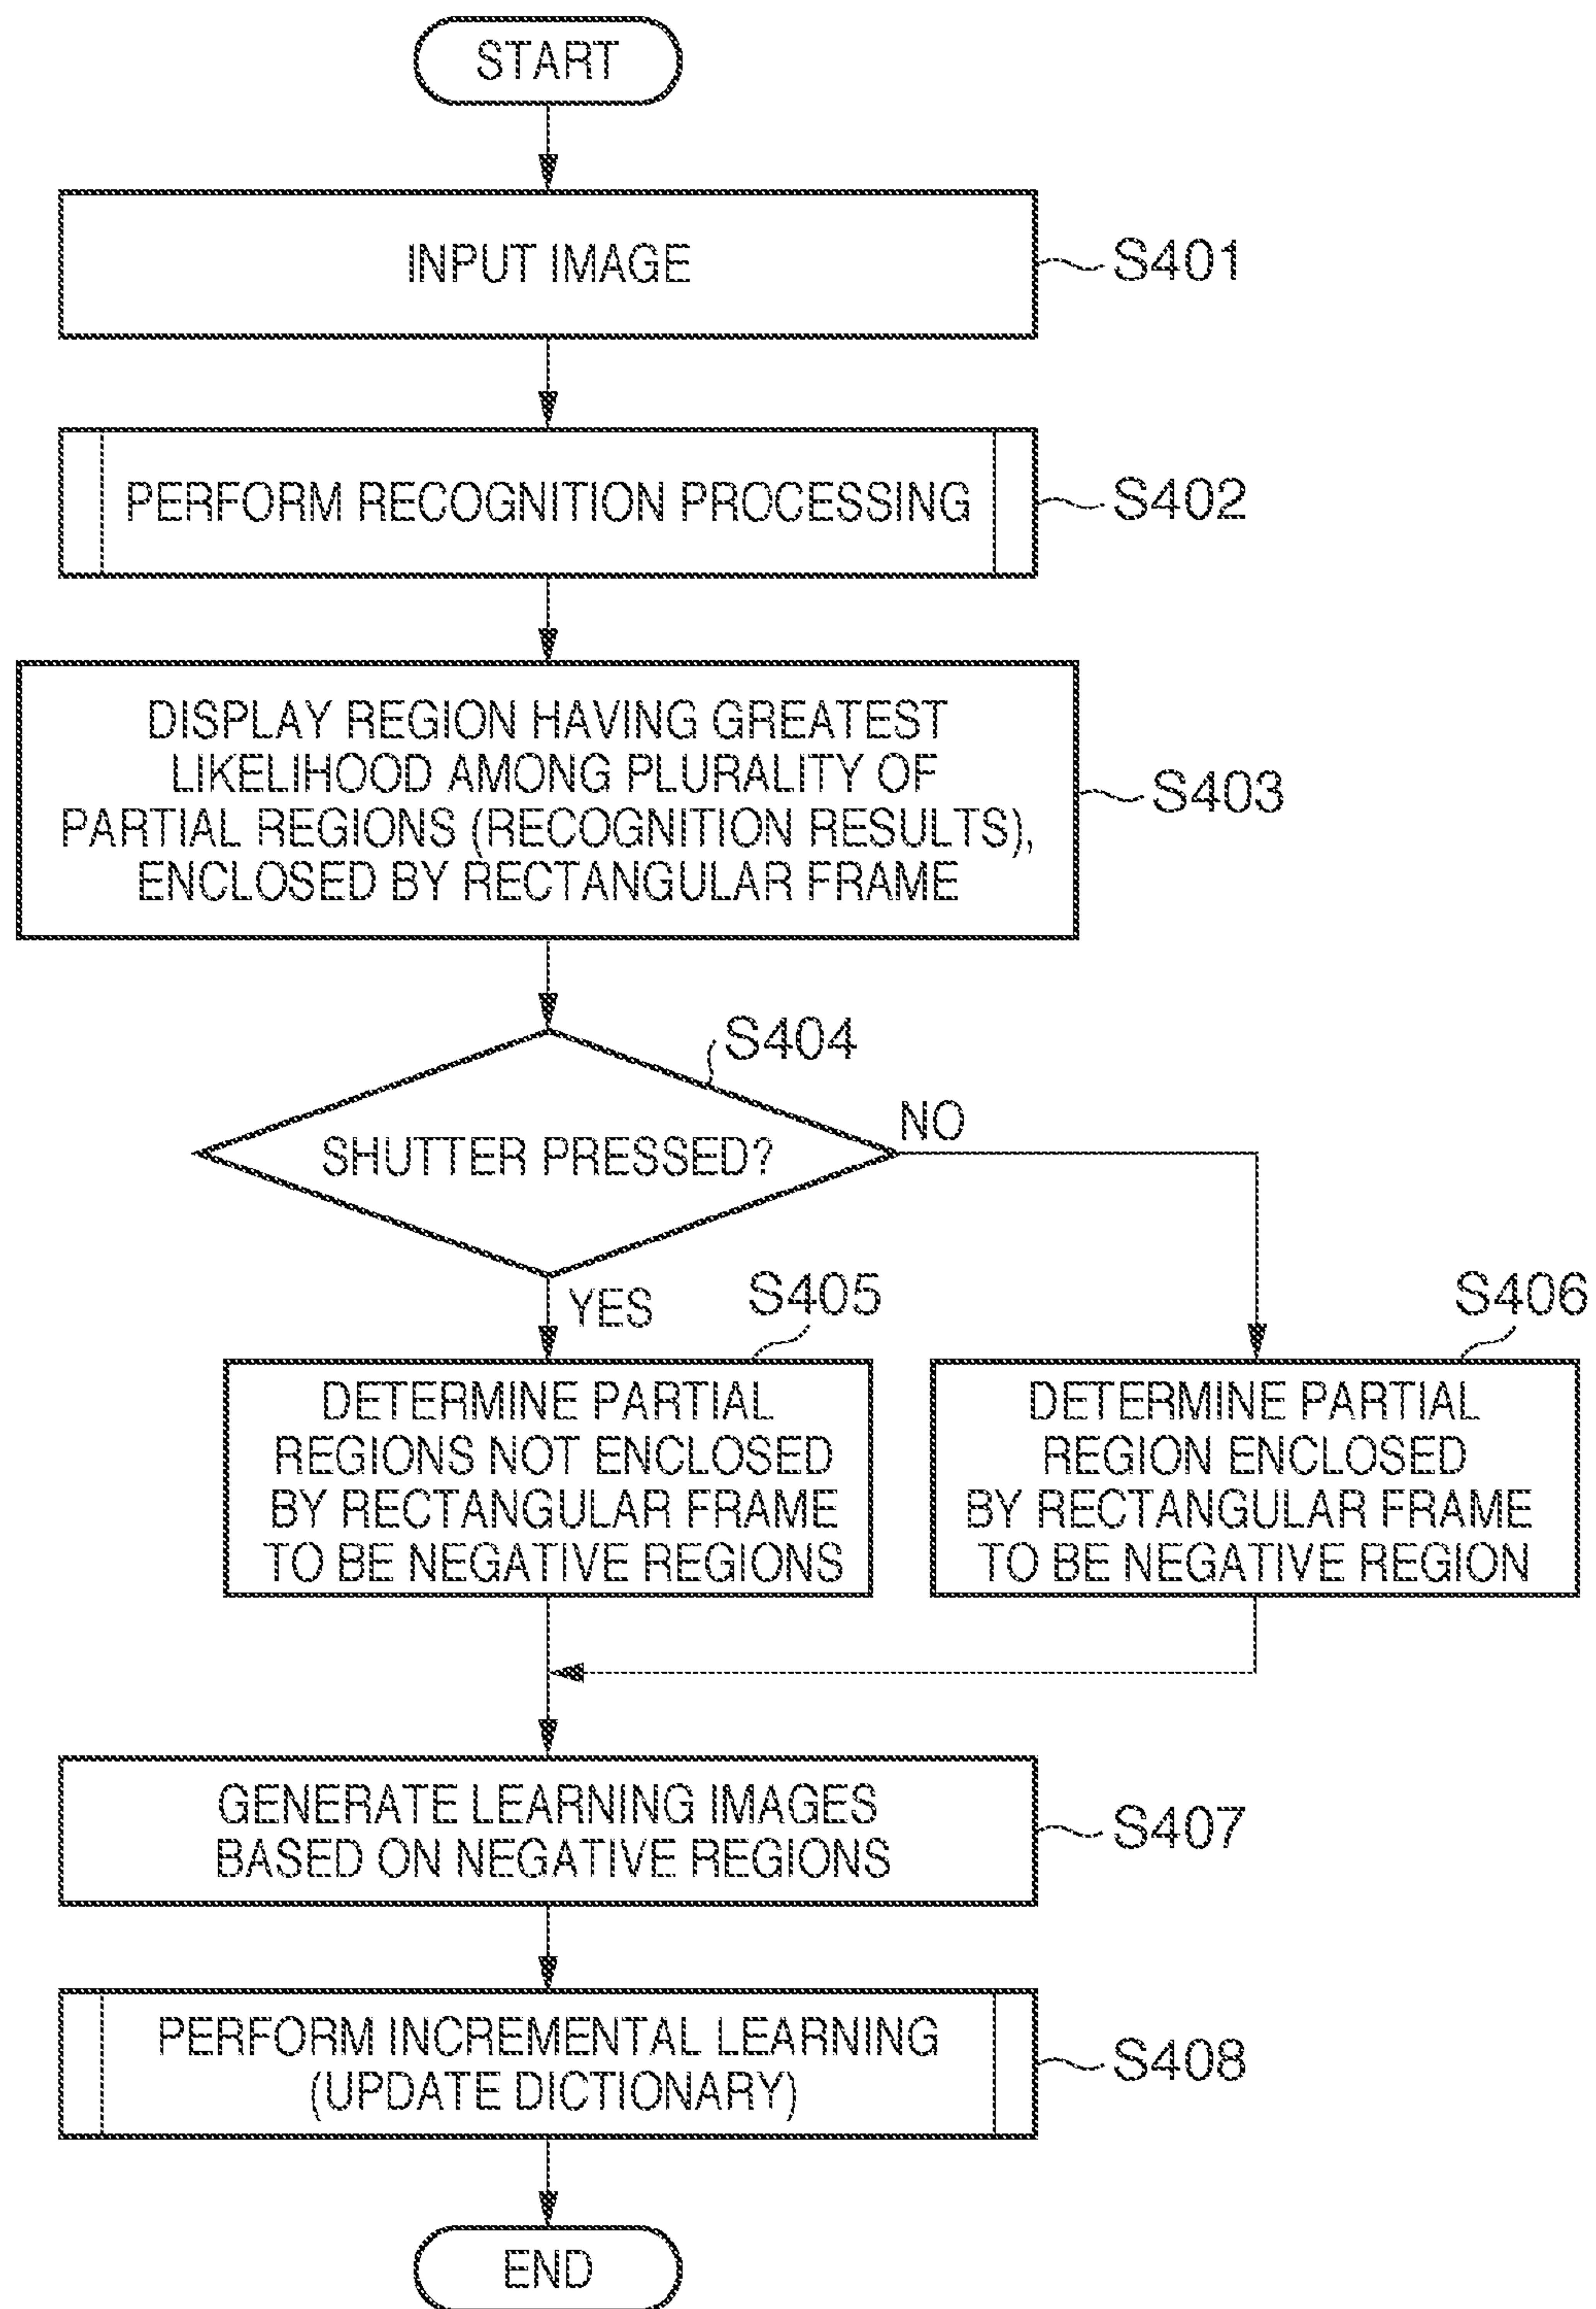 START
INPUT IMAGE
S401
PERFORM RECOGNITION PROCESSING
S402
DISPLAY REGION HAVING GREATEST
LIKELIHOOD AMONG PLURALITY OF
PARTIAL REGIONS (RECOGNITION RESULTS),
ENCLOSED BY RECTANGULAR FRAME
S403
S404
SHUTTER PRESSED?
NO
YES
S405
DETERMINE PARTIAL
REGIONS NOT ENCLOSED
BY RECTANGULAR FRAME
TO BE NEGATIVE REGIONS
S406
DETERMINE PARTIAL
REGION ENCLOSED
BY RECTANGULAR FRAME
TO BE NEGATIVE REGION
GENERATE LEARNING IMAGES
BASED ON NEGATIVE REGIONS
S407
PERFORM INCREMENTAL LEARNING
(UPDATE DICTIONARY)
S408
END